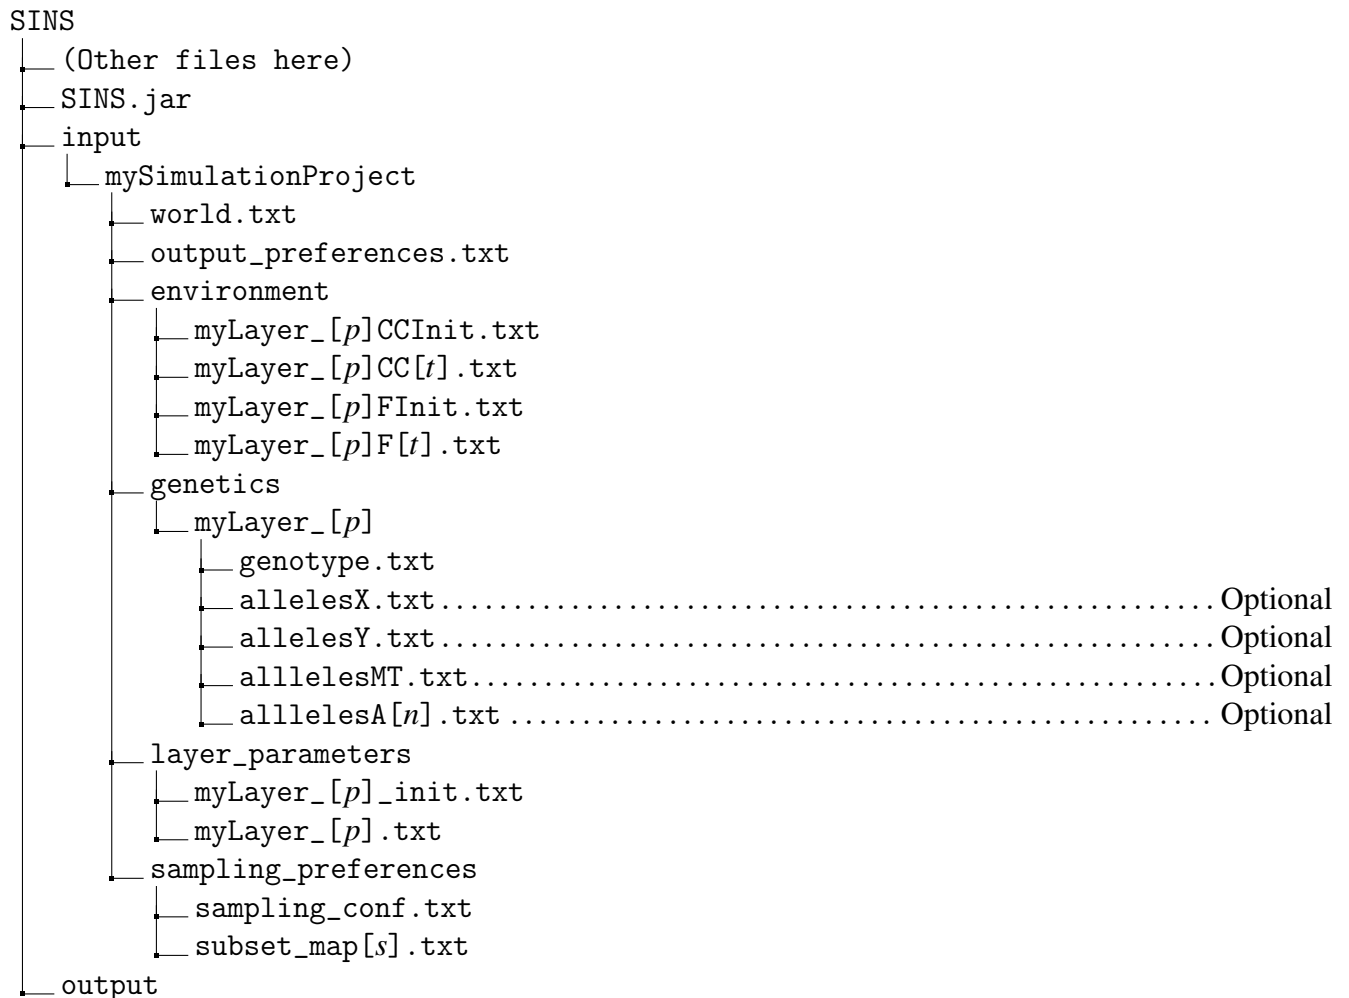 SINS
(Other files here)
SINS.jar
input
mySimulationProject
world.txt
output_preferences.txt
environment
myLayer_[p]CCInit.txt
myLayer_[p]CC[t].txt
myLayer_[p]FInit.txt
myLayer_[p]F[t].txt
genetics
myLayer_[p]
genotype.txt
allelesX.txt ........................................................ Optional
allelesY.txt ........................................................ Optional
alllelesMT.txt ...................................................... Optional
alllelesA[n].txt ................................................... Optional
layer_parameters
myLayer_[p]_init.txt
myLayer_[p].txt
sampling_preferences
sampling_conf.txt
subset_map[s].txt
output